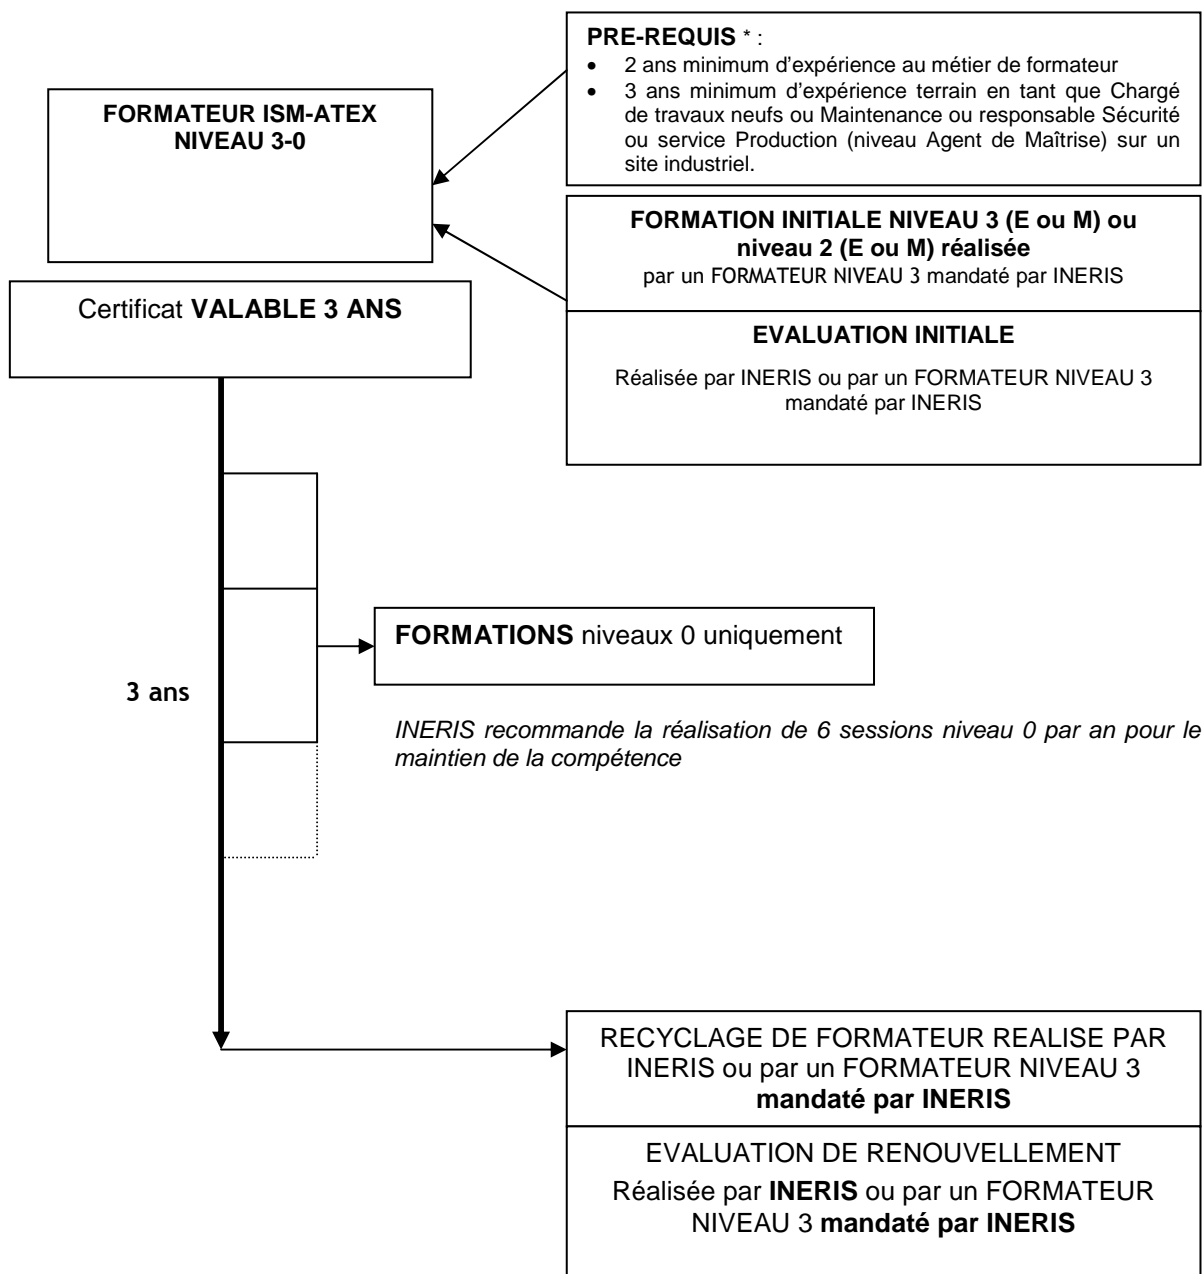 PRE-REQUIS * :
• 2 ans minimum d'expérience au métier de formateur
• 3 ans minimum d'expérience terrain en tant que Chargé
de travaux neufs ou Maintenance ou responsable Sécurité
ou service Production (niveau Agent de Maîtrise) sur un
site industriel.
FORMATEUR ISM-ATEX
NIVEAU 3-0
FORMATION INITIALE NIVEAU 3 (E ou M) ou
niveau 2 (E ou M) réalisée
par un FORMATEUR NIVEAU 3 mandaté par INERIS
Certificat VALABLE 3 ANS
EVALUATION INITIALE
Réalisée par INERIS ou par un FORMATEUR NIVEAU 3
mandaté par INERIS
FORMATIONS niveaux 0 uniquement
3 ans
INERIS recommande la réalisation de 6 sessions niveau 0 par an pour le
maintien de la compétence
RECYCLAGE DE FORMATEUR REALISE PAR
INERIS ou par un FORMATEUR NIVEAU 3
mandaté par INERIS
EVALUATION DE RENOUVELLEMENT
Réalisée par INERIS ou par un FORMATEUR
NIVEAU 3 mandaté par INERIS